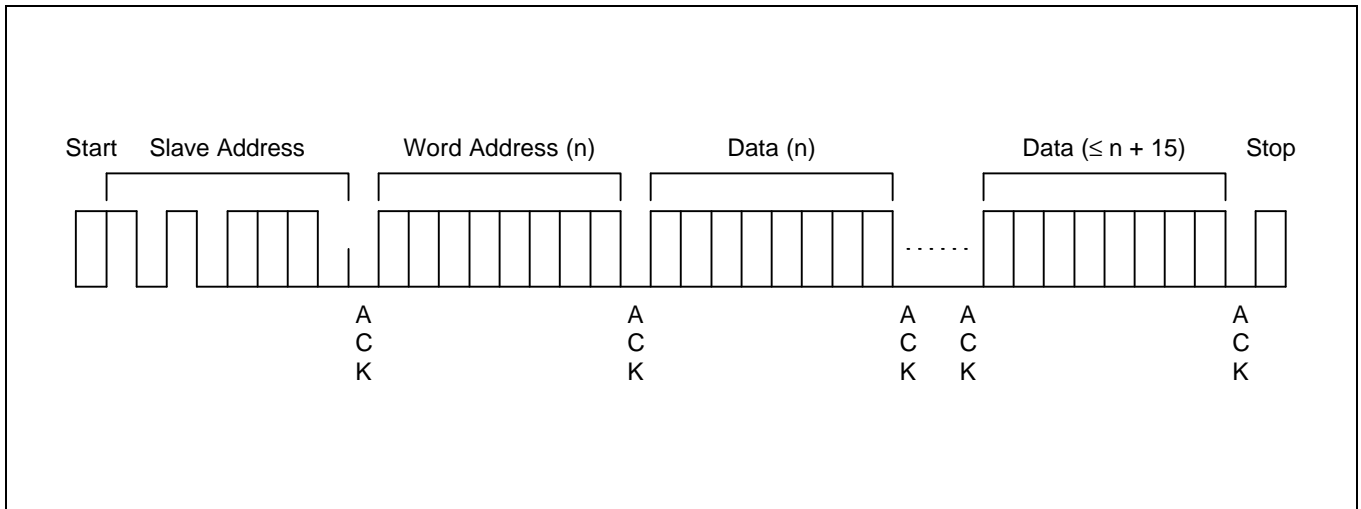 Start Slave Address Word Address (n) Data (n) Data (≤ n + 15) Stop
......
A A A A A
C C C C C
K K K K K